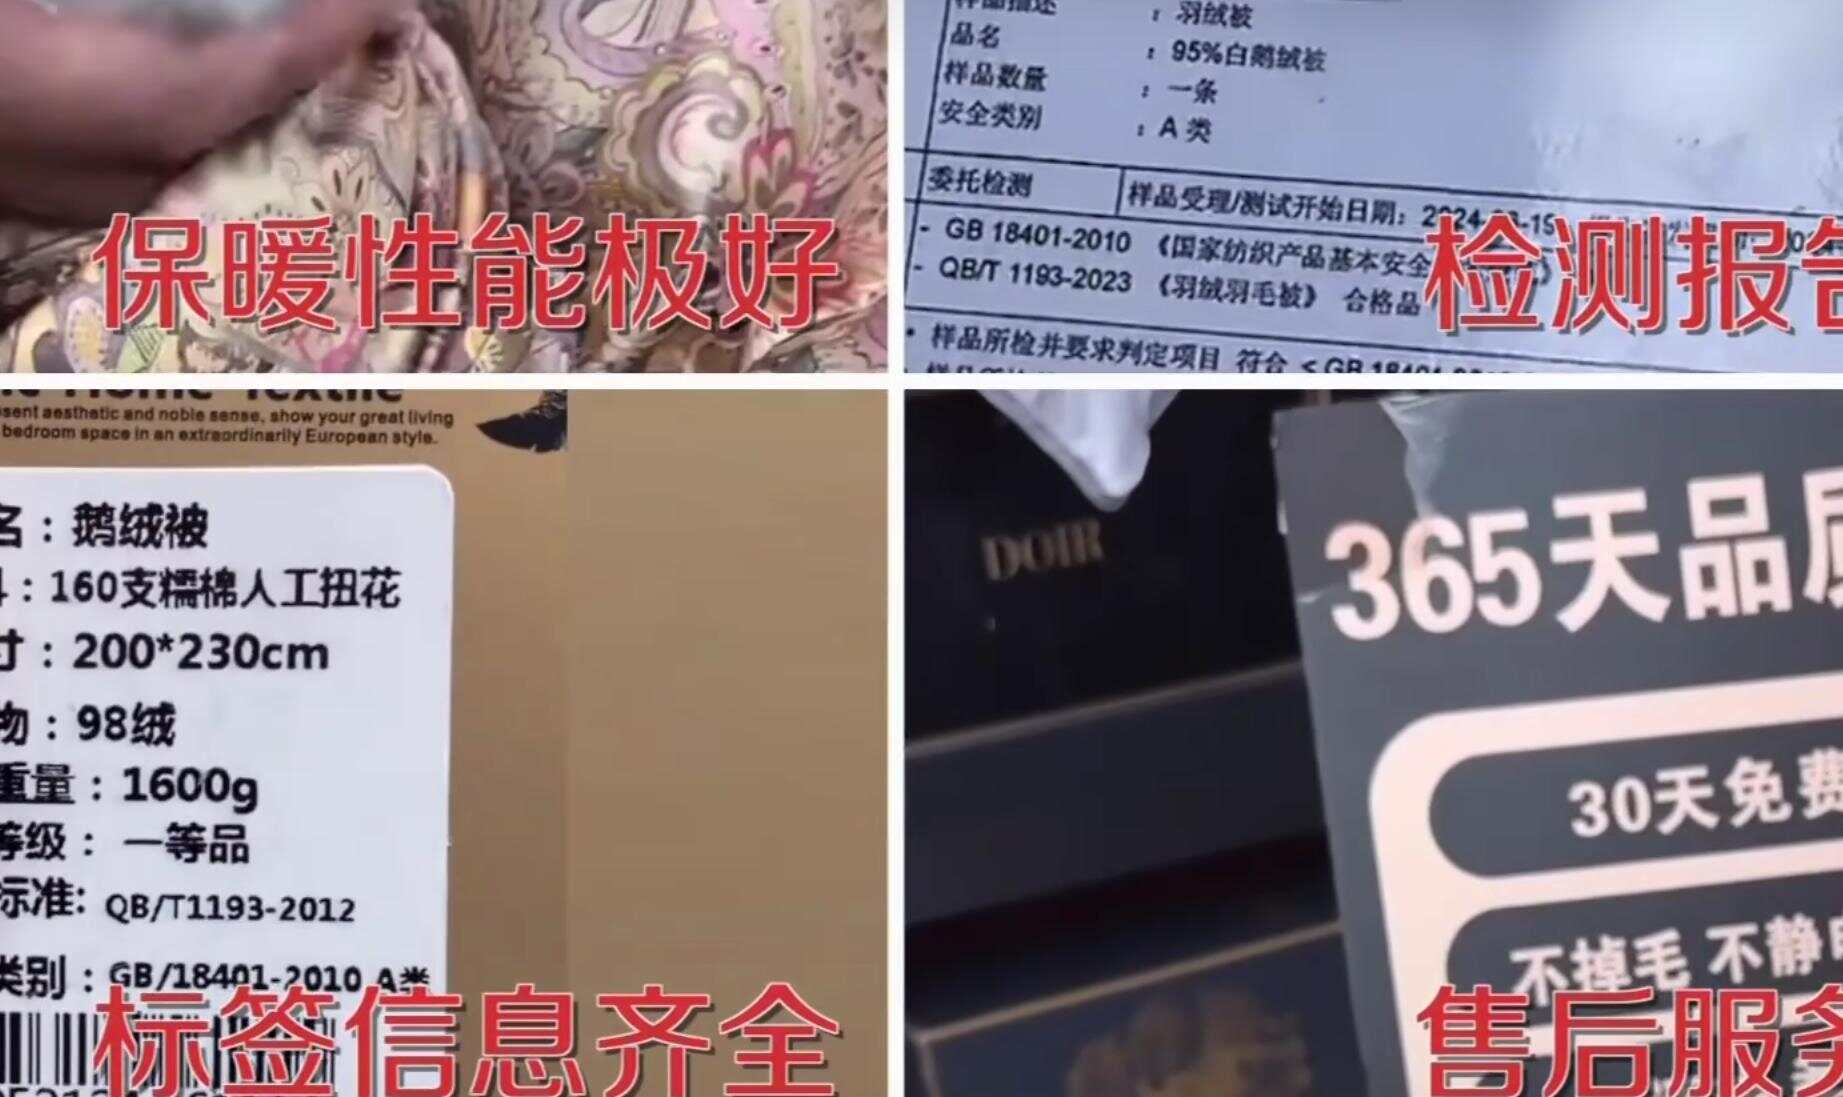 保暖性能极好
样品描述 : 羽绒被
品名 : 95%白鹅绒被
样品数量 : 一条
安全类别 : A 类
委托检测 样品受理/测试开始日期:
- GB 18401-2010 《国家纺织产品基本安全
- QB/T 1193-2023 《羽绒羽毛被》 合格品
• 样品所检并要求判定项目 符合
检测报告
Home Textile
sent aesthetic and noble sense, show your great living
bedroom space in an extraordinarily European style.
名：鹅绒被
：160支糯棉人工扭花
寸：200*230cm
物：98绒
重量：1600g
等级：一等品
标准: QB/T1193-2012
类别：GB/18401-2010 A类
标签信息齐全
DOIR
365天品质
30天免费
不掉毛 不静电
售后服务